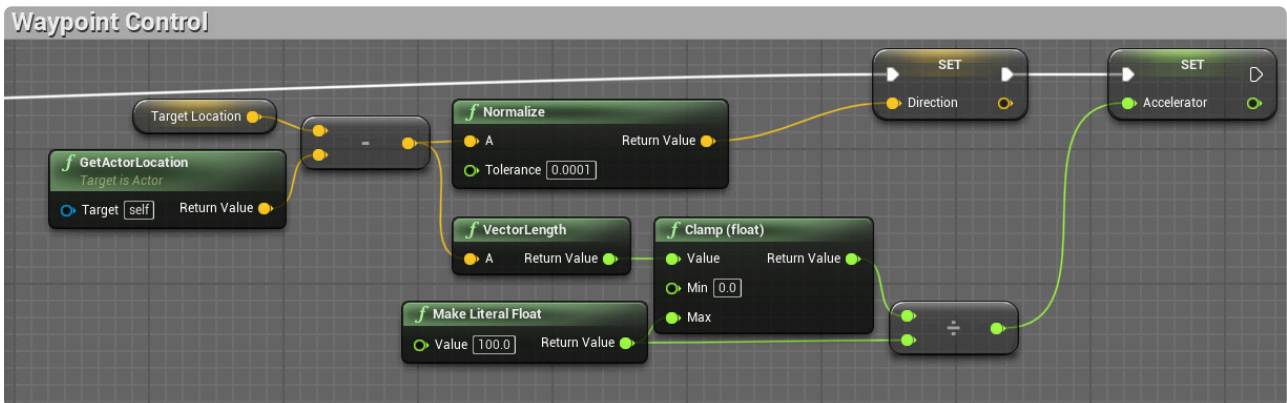 Waypoint Control
SET
Direction
SET
Accelerator
Target Location
f GetActorLocation
Target is Actor
Target self Return Value
-
f Normalize
A Return Value
Tolerance 0.0001
f VectorLength
A Return Value
f Clamp (float)
Value Return Value
Min 0.0
Max
f Make Literal Float
Value 100.0 Return Value
÷